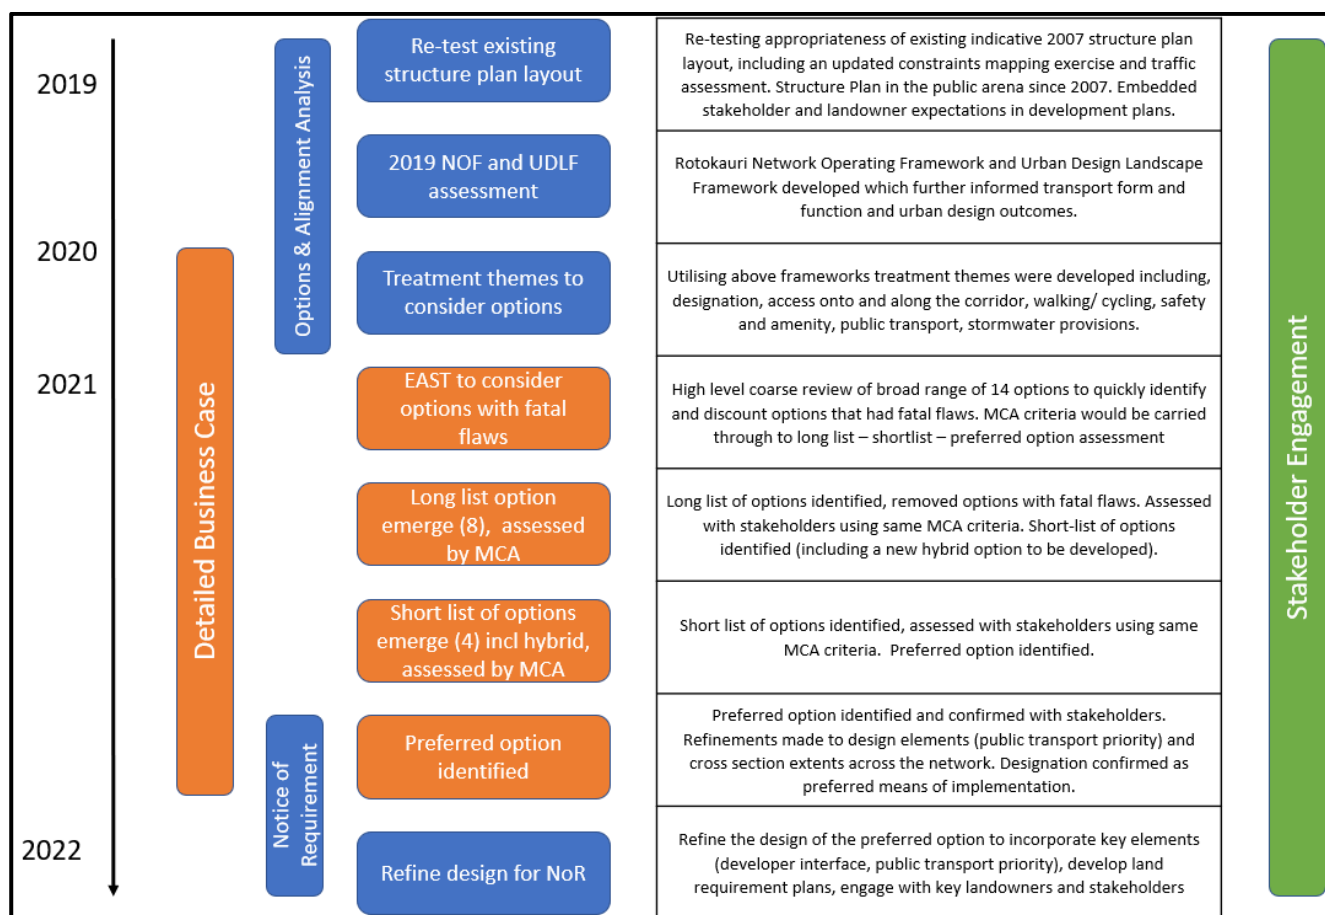 2019
2020
2021
2022
Detailed Business Case
Options & Alignment Analysis
Notice of
Requirement
Re-test existing
structure plan layout
Re-testing appropriateness of existing indicative 2007 structure plan
layout, including an updated constraints mapping exercise and traffic
assessment. Structure Plan in the public arena since 2007. Embedded
stakeholder and landowner expectations in development plans.
2019 NOF and UDLF
assessment
Rotokauri Network Operating Framework and Urban Design Landscape
Framework developed which further informed transport form and
function and urban design outcomes.
Treatment themes to
consider options
Utilising above frameworks treatment themes were developed including,
designation, access onto and along the corridor, walking/ cycling, safety
and amenity, public transport, stormwater provisions.
EAST to consider
options with fatal
flaws
High level coarse review of broad range of 14 options to quickly identify
and discount options that had fatal flaws. MCA criteria would be carried
through to long list – shortlist – preferred option assessment
Long list option
emerge (8), assessed
by MCA
Long list of options identified, removed options with fatal flaws. Assessed
with stakeholders using same MCA criteria. Short-list of options
identified (including a new hybrid option to be developed).
Short list of options
emerge (4) incl hybrid,
assessed by MCA
Short list of options identified, assessed with stakeholders using same
MCA criteria. Preferred option identified.
Preferred option
identified
Preferred option identified and confirmed with stakeholders.
Refinements made to design elements (public transport priority) and
cross section extents across the network. Designation confirmed as
preferred means of implementation.
Refine design for NoR
Refine the design of the preferred option to incorporate key elements
(developer interface, public transport priority), develop land
requirement plans, engage with key landowners and stakeholders
Stakeholder Engagement